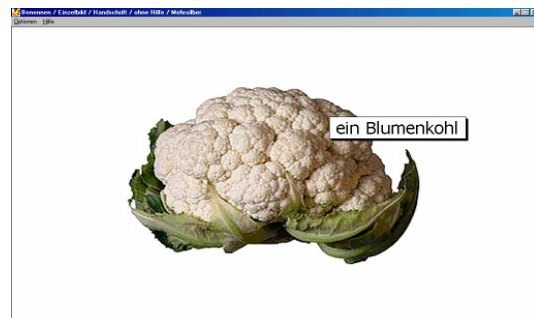 Benennen / Einzelbild / Handschrift / ohne Hilfe / Mehrsilber
Optionen Hilfe
ein Blumenkohl